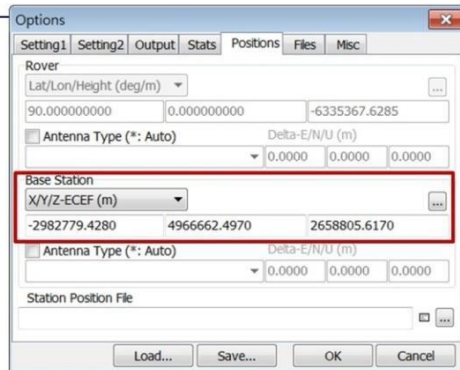 Options
Setting1 Setting2 Output Stats Positions Files Misc
Rover
Lat/Lon/Height (deg/m)
...
90.000000000 0.000000000 -6335367.6285
Antenna Type (*: Auto) Delta-E/N/U (m)
0.0000 0.0000 0.0000
Base Station
X/Y/Z-ECEF (m)
...
-2982779.4280 4966662.4970 2658805.6170
Antenna Type (*: Auto) Delta-E/N/U (m)
0.0000 0.0000 0.0000
Station Position File
...
Load... Save... OK Cancel